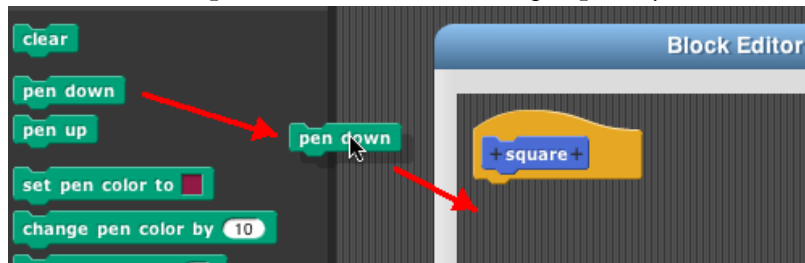 clear
Block Editor
pen down
pen up
pen down
+ square +
set pen color to
change pen color by 10